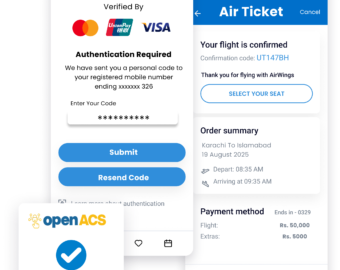 Verified By
UnionPay
VISA
Authentication Required
We have sent you a personal code to
your registered mobile number
ending xxxxxxx 326
Enter Your Code
**********
Submit
Resend Code
Learn more about authentication
openACS
Air Ticket
Cancel
Your flight is confirmed
Confirmation code: UT147BH
Thank you for flying with AirWings
SELECT YOUR SEAT
Order summary
Karachi To Islamabad
19 August 2025
Depart: 08:35 AM
Arriving at 09:35 AM
Payment method
Ends in - 0329
Flight:
Rs. 50,000
Extras:
Rs. 5000